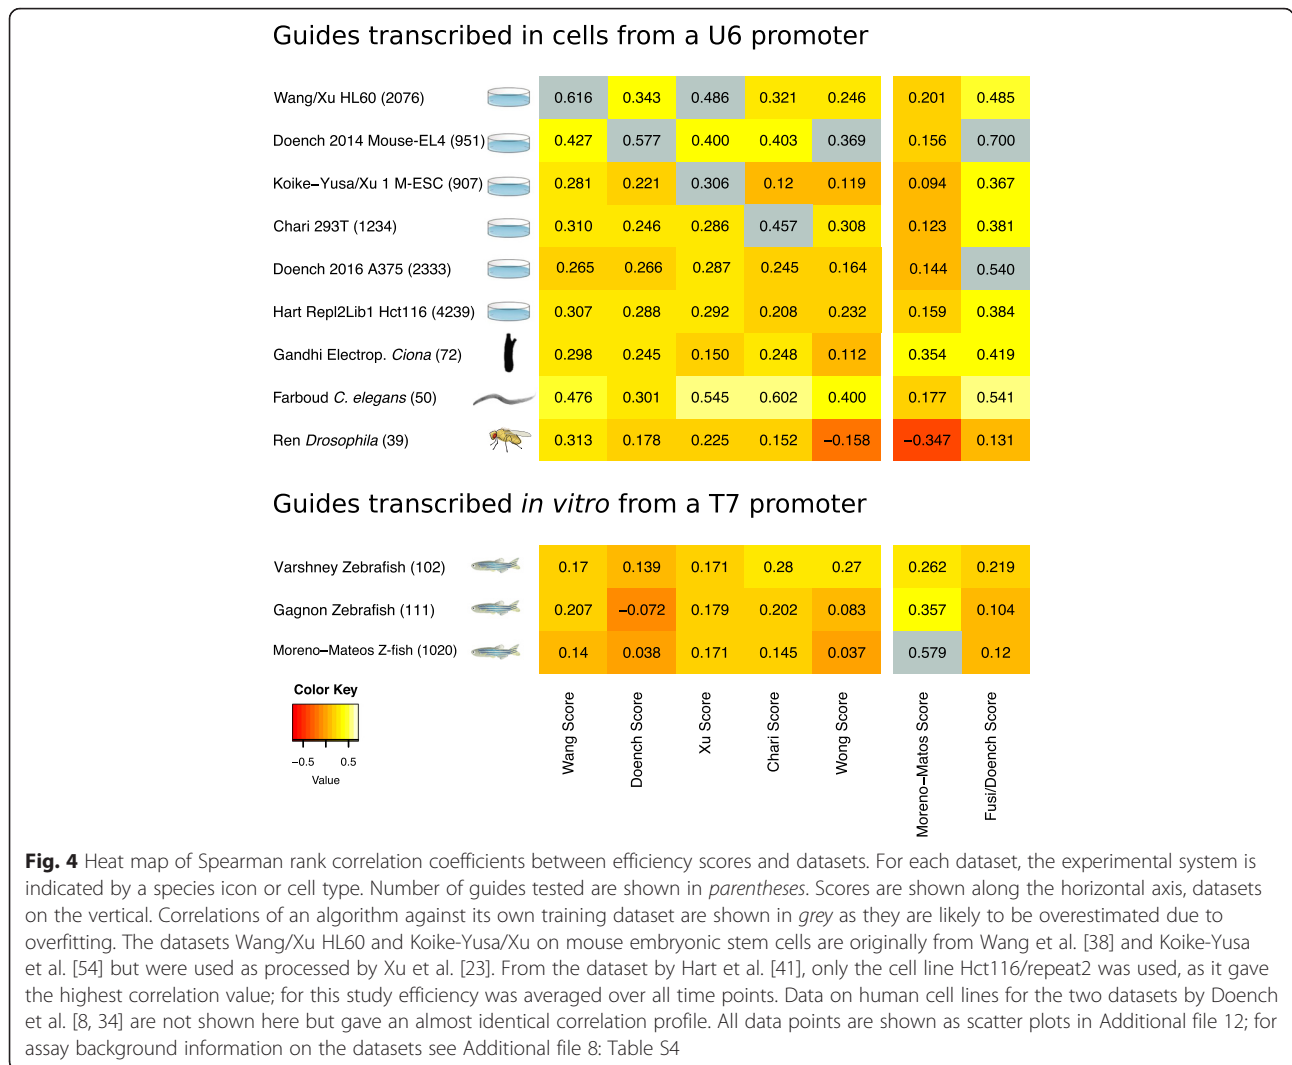 Guides transcribed in cells from a U6 promoter
Wang/Xu HL60 (2076) 0.616 0.343 0.486 0.321 0.246 0.201 0.485
Doench 2014 Mouse-EL4 (951) 0.427 0.577 0.400 0.403 0.369 0.156 0.700
Koike−Yusa/Xu 1 M-ESC (907) 0.281 0.221 0.306 0.12 0.119 0.094 0.367
Chari 293T (1234) 0.310 0.246 0.286 0.457 0.308 0.123 0.381
Doench 2016 A375 (2333) 0.265 0.266 0.287 0.245 0.164 0.144 0.540
Hart Repl2Lib1 Hct116 (4239) 0.307 0.288 0.292 0.208 0.232 0.159 0.384
Gandhi Electrop. Ciona (72) 0.298 0.245 0.150 0.248 0.112 0.354 0.419
Farboud C. elegans (50) 0.476 0.301 0.545 0.602 0.400 0.177 0.541
Ren Drosophila (39) 0.313 0.178 0.225 0.152 −0.158 −0.347 0.131
Guides transcribed in vitro from a T7 promoter
Varshney Zebrafish (102) 0.17 0.139 0.171 0.28 0.27 0.262 0.219
Gagnon Zebrafish (111) 0.207 −0.072 0.179 0.202 0.083 0.357 0.104
Moreno−Mateos Z-fish (1020) 0.14 0.038 0.171 0.145 0.037 0.579 0.12
Color Key
−0.5 0.5
Value
Wang Score
Doench Score
Xu Score
Chari Score
Wong Score
Moreno−Matos Score
Fusi/Doench Score
Fig. 4 Heat map of Spearman rank correlation coefficients between efficiency scores and datasets. For each dataset, the experimental system is
indicated by a species icon or cell type. Number of guides tested are shown in parentheses. Scores are shown along the horizontal axis, datasets
on the vertical. Correlations of an algorithm against its own training dataset are shown in grey as they are likely to be overestimated due to
overfitting. The datasets Wang/Xu HL60 and Koike-Yusa/Xu on mouse embryonic stem cells are originally from Wang et al. [38] and Koike-Yusa
et al. [54] but were used as processed by Xu et al. [23]. From the dataset by Hart et al. [41], only the cell line Hct116/repeat2 was used, as it gave
the highest correlation value; for this study efficiency was averaged over all time points. Data on human cell lines for the two datasets by Doench
et al. [8, 34] are not shown here but gave an almost identical correlation profile. All data points are shown as scatter plots in Additional file 12; for
assay background information on the datasets see Additional file 8: Table S4